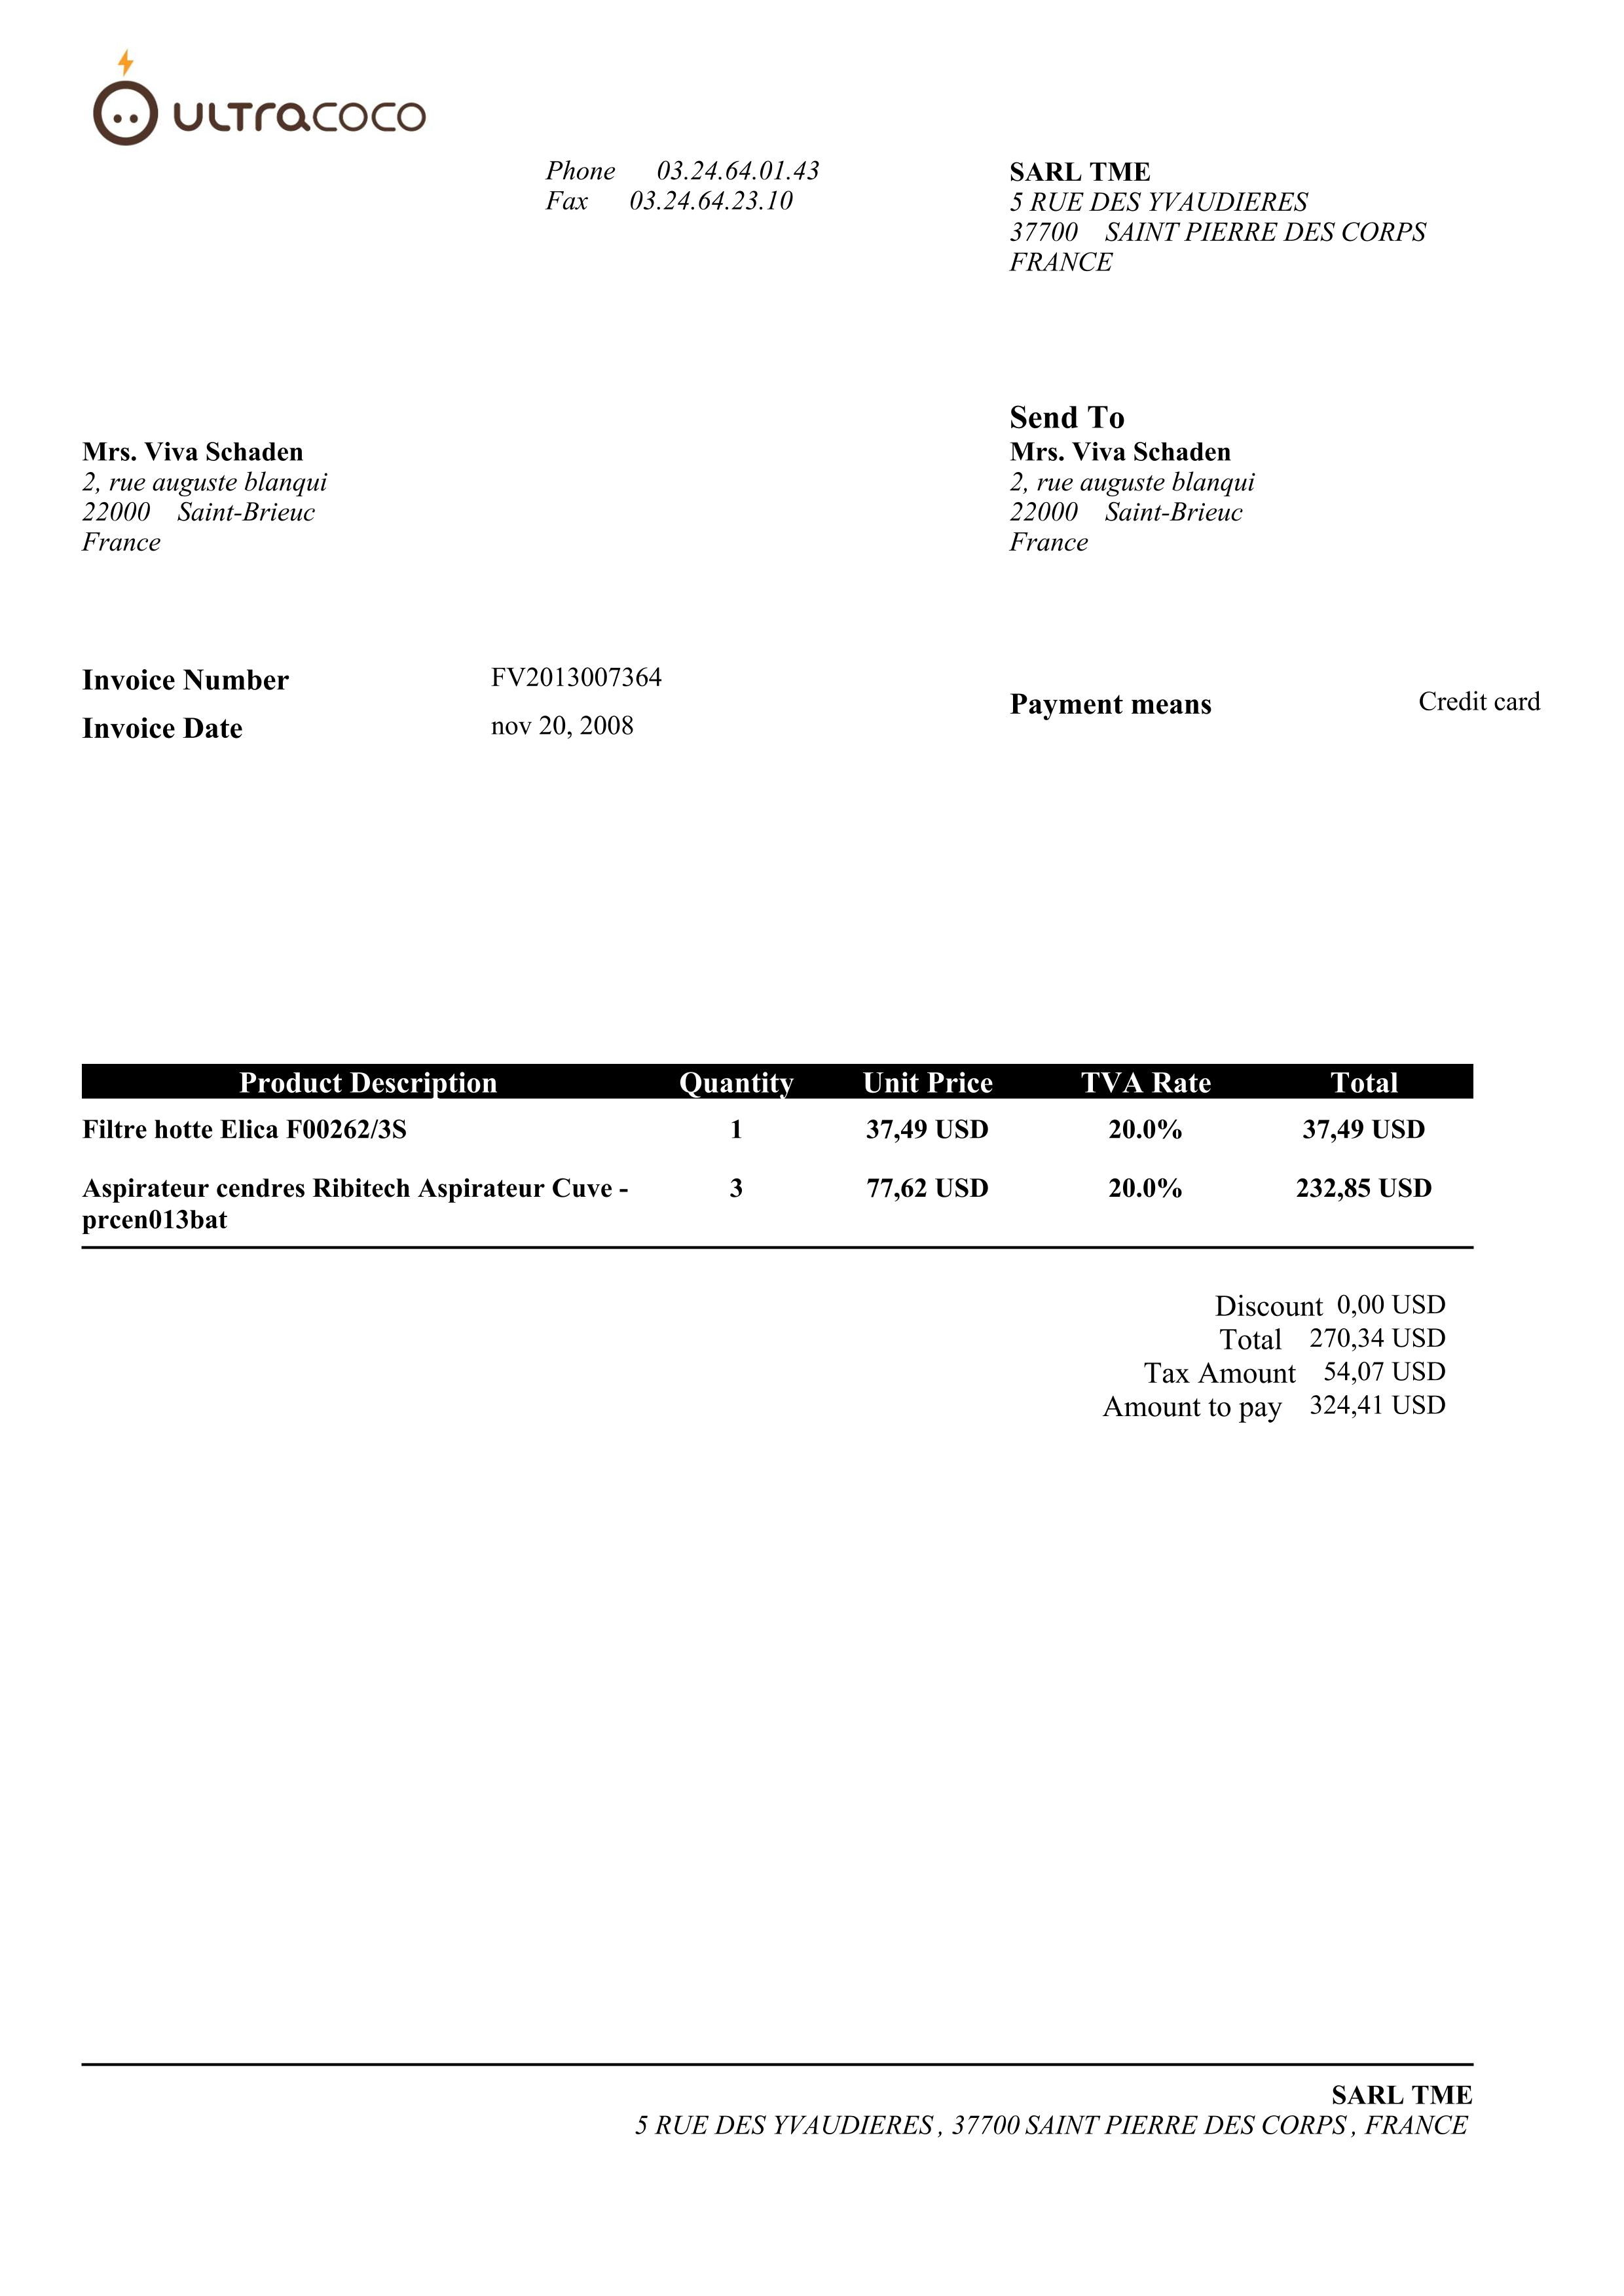 ULTRACOCO
Phone 03.24.64.01.43
Fax 03.24.64.23.10
SARL TME
5 RUE DES YVAUDIERES
37700 SAINT PIERRE DES CORPS
FRANCE
Mrs. Viva Schaden
2, rue auguste blanqui
22000 Saint-Brieuc
France
Send To
Mrs. Viva Schaden
2, rue auguste blanqui
22000 Saint-Brieuc
France
Invoice Number FV2013007364
Invoice Date nov 20, 2008
Payment means Credit card
Product Description Quantity Unit Price TVA Rate Total
Filtre hotte Elica F00262/3S 1 37,49 USD 20.0% 37,49 USD
Aspirateur cendres Ribitech Aspirateur Cuve - 3 77,62 USD 20.0% 232,85 USD
prcen013bat
Discount 0,00 USD
Total 270,34 USD
Tax Amount 54,07 USD
Amount to pay 324,41 USD
SARL TME
5 RUE DES YVAUDIERES , 37700 SAINT PIERRE DES CORPS , FRANCE